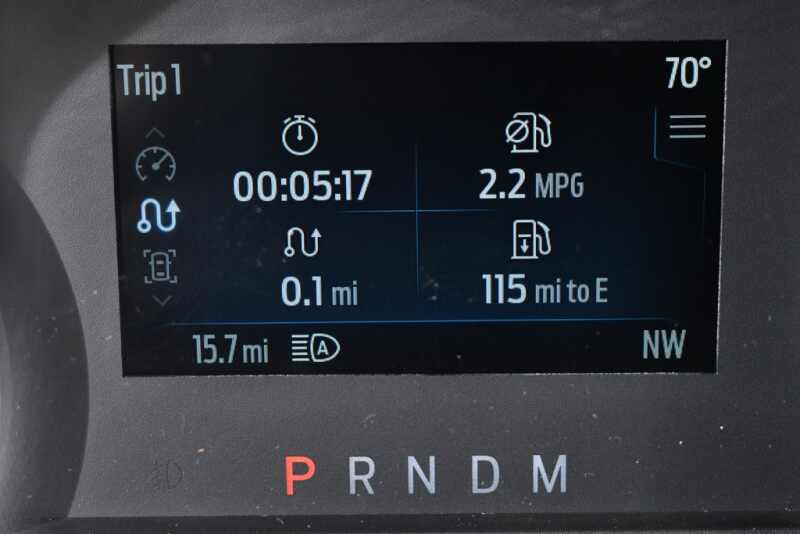 Trip 1
70°
00:05:17
2.2 MPG
0.1 mi
115 mi to E
15.7 mi
A
NW
P R N D M